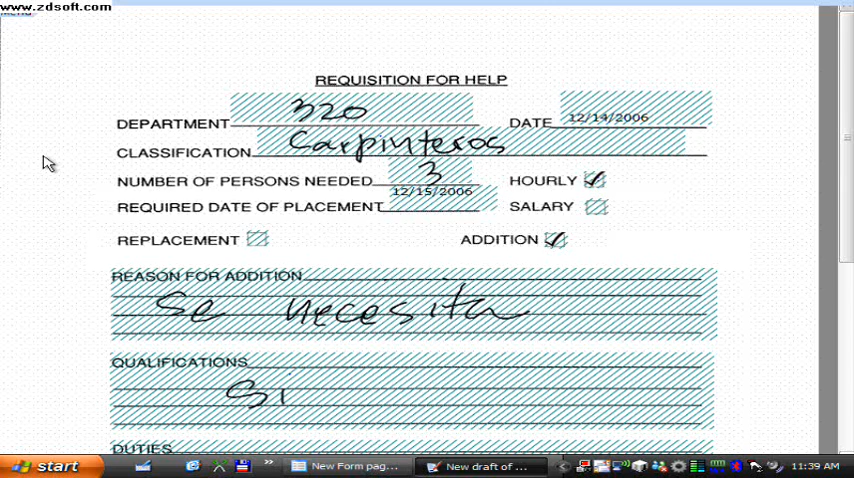 www.zdsoft.com
REQUISITION FOR HELP
DEPARTMENT 320 DATE 12/14/2006
CLASSIFICATION Carpinteros
NUMBER OF PERSONS NEEDED 3 HOURLY
REQUIRED DATE OF PLACEMENT 12/15/2006 SALARY
REPLACEMENT ADDITION
REASON FOR ADDITION
Se necesita
QUALIFICATIONS
Si
DUTIES
start New Form pag... New draft of ... 11:39 AM